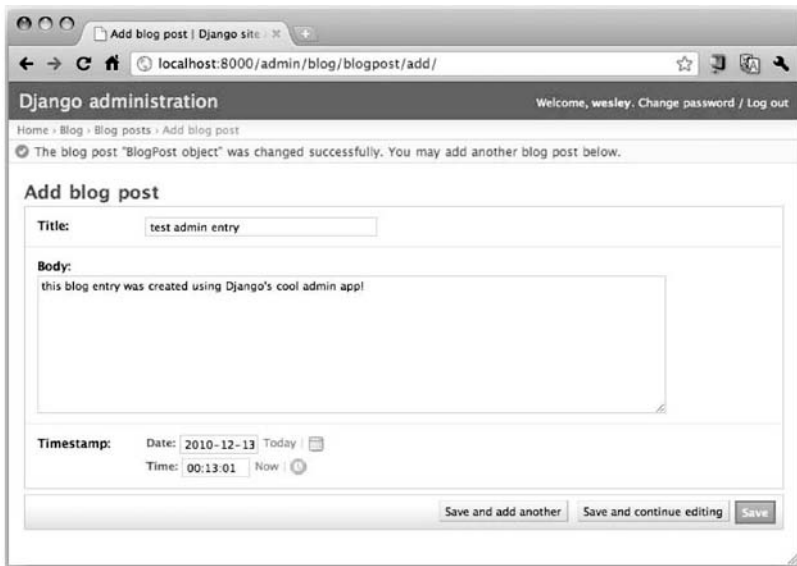 Add blog post | Django site
localhost:8000/admin/blog/blogpost/add/
Django administration
Welcome, wesley. Change password / Log out
Home › Blog › Blog posts › Add blog post
The blog post "BlogPost object" was changed successfully. You may add another blog post below.
Add blog post
Title: test admin entry
Body:
this blog entry was created using Django's cool admin app!
Timestamp: Date: 2010-12-13 Today |
Time: 00:13:01 Now |
Save and add another Save and continue editing Save